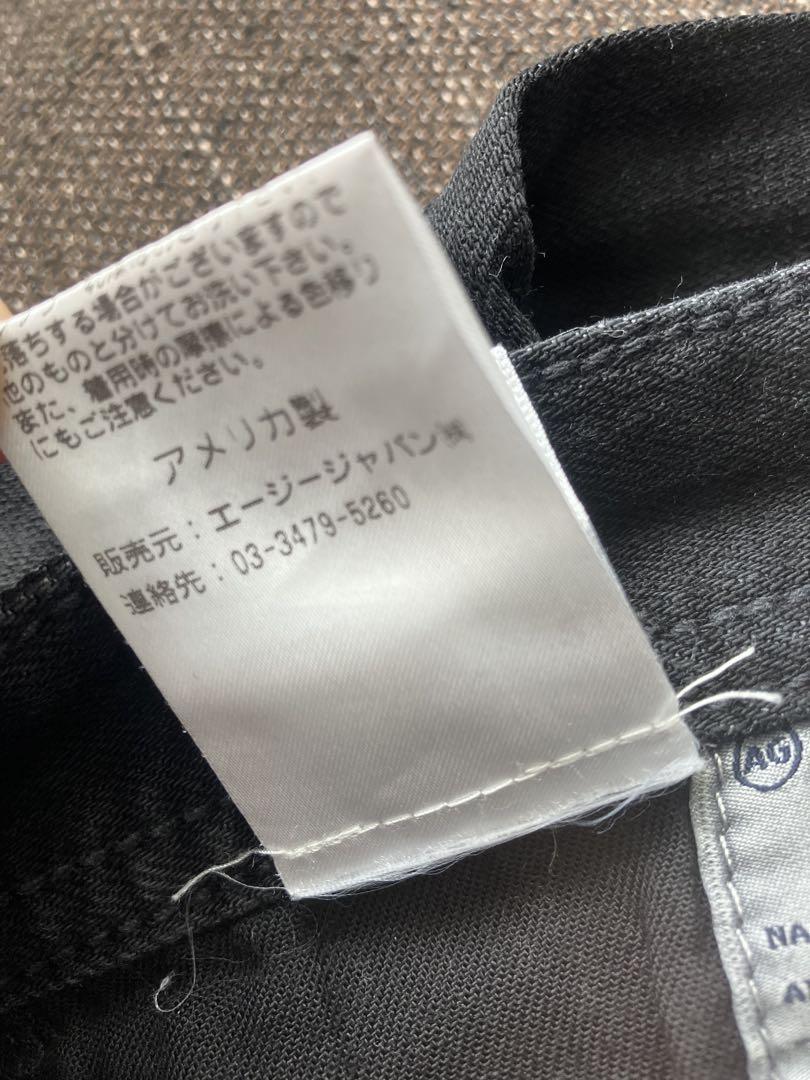 落ちする場合がございますので
他のものと分けてお洗い下さい。
また、着用時の摩擦による色移り
にもご注意ください。
アメリカ製
販売元：エージージャパン㈱
連絡先：03-3479-5260
AG
NA